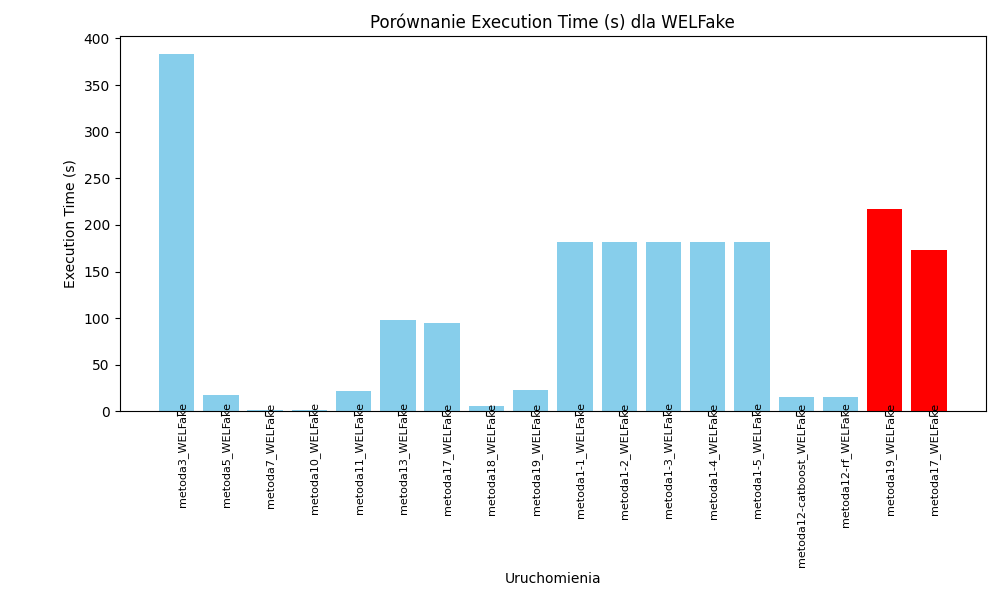 Porównanie Execution Time (s) dla WELFake
Execution Time (s)
400
350
300
250
200
150
100
50
0
metoda3_WELFake
metoda5_WELFake
metoda7_WELFake
metoda10_WELFake
metoda11_WELFake
metoda13_WELFake
metoda17_WELFake
metoda18_WELFake
metoda19_WELFake
metoda1-1_WELFake
metoda1-2_WELFake
metoda1-3_WELFake
metoda1-4_WELFake
metoda1-5_WELFake
metoda12-catboost_WELFake
metoda12-rf_WELFake
metoda19_WELFake
metoda17_WELFake
Uruchomienia